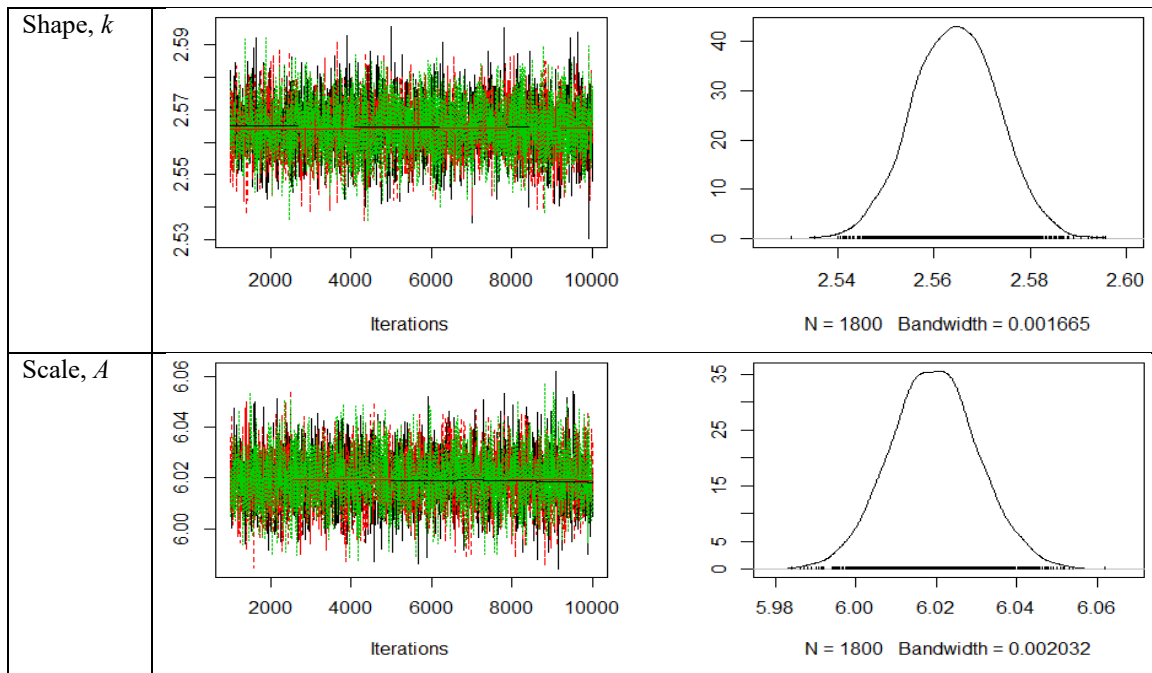 Shape, k
2.53 2.55 2.57 2.59
2000 4000 6000 8000 10000
Iterations
0 10 20 30 40
2.54 2.56 2.58 2.60
N = 1800 Bandwidth = 0.001665
Scale, A
6.00 6.02 6.04 6.06
2000 4000 6000 8000 10000
Iterations
0 5 15 25 35
5.98 6.00 6.02 6.04 6.06
N = 1800 Bandwidth = 0.002032